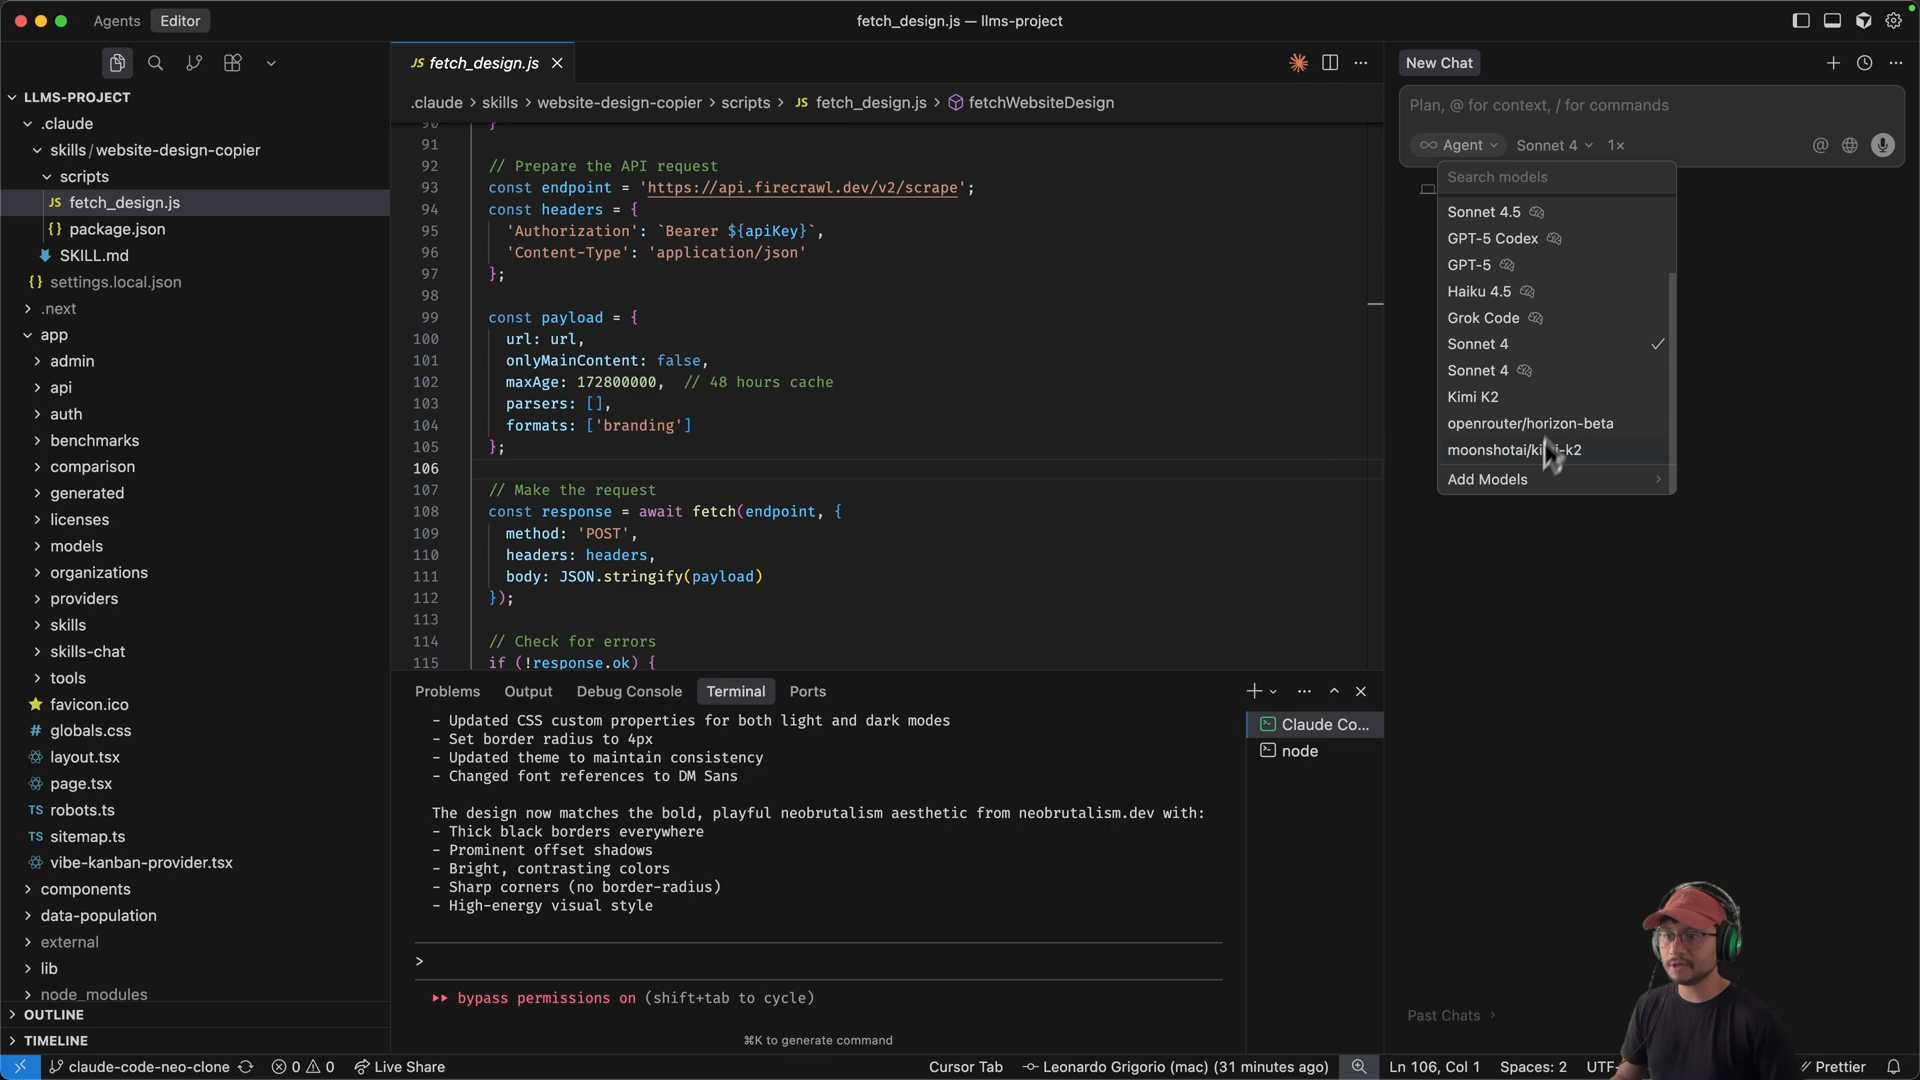 Agents
Editor
fetch_design.js — llms-project
LLMS-PROJECT
.claude
skills/website-design-copier
scripts
JS fetch_design.js
{} package.json
SKILL.md
{} settings.local.json
.next
app
admin
api
auth
benchmarks
comparison
generated
licenses
models
organizations
providers
skills
skills-chat
tools
favicon.ico
# globals.css
layout.tsx
page.tsx
TS robots.ts
TS sitemap.ts
vibe-kanban-provider.tsx
components
data-population
external
lib
node_modules
OUTLINE
TIMELINE
JS fetch_design.js
.claude > skills > website-design-copier > scripts > JS fetch_design.js > fetchWebsiteDesign
90 }
91
92 // Prepare the API request
93 const endpoint = 'https://api.firecrawl.dev/v2/scrape';
94 const headers = {
95 'Authorization': `Bearer ${apiKey}`,
96 'Content-Type': 'application/json'
97 };
98
99 const payload = {
100 url: url,
101 onlyMainContent: false,
102 maxAge: 172800000, // 48 hours cache
103 parsers: [],
104 formats: ['branding']
105 };
106
107 // Make the request
108 const response = await fetch(endpoint, {
109 method: 'POST',
110 headers: headers,
111 body: JSON.stringify(payload)
112 });
113
114 // Check for errors
115 if (!response.ok) {
Problems
Output
Debug Console
Terminal
Ports
- Updated CSS custom properties for both light and dark modes
- Set border radius to 4px
- Updated theme to maintain consistency
- Changed font references to DM Sans
The design now matches the bold, playful neobrutalism aesthetic from neobrutalism.dev with:
- Thick black borders everywhere
- Prominent offset shadows
- Bright, contrasting colors
- Sharp corners (no border-radius)
- High-energy visual style
>
bypass permissions on (shift+tab to cycle)
⌘K to generate command
Claude Co...
node
New Chat
Plan, @ for context, / for commands
∞ Agent
Sonnet 4
1×
Search models
Sonnet 4.5
GPT-5 Codex
GPT-5
Haiku 4.5
Grok Code
Sonnet 4
Sonnet 4
Kimi K2
openrouter/horizon-beta
Add Models
Past Chats
claude-code-neo-clone
0
0
Live Share
Cursor Tab
Leonardo Grigorio (mac) (31 minutes ago)
Ln 106, Col 1
Spaces: 2
Prettier